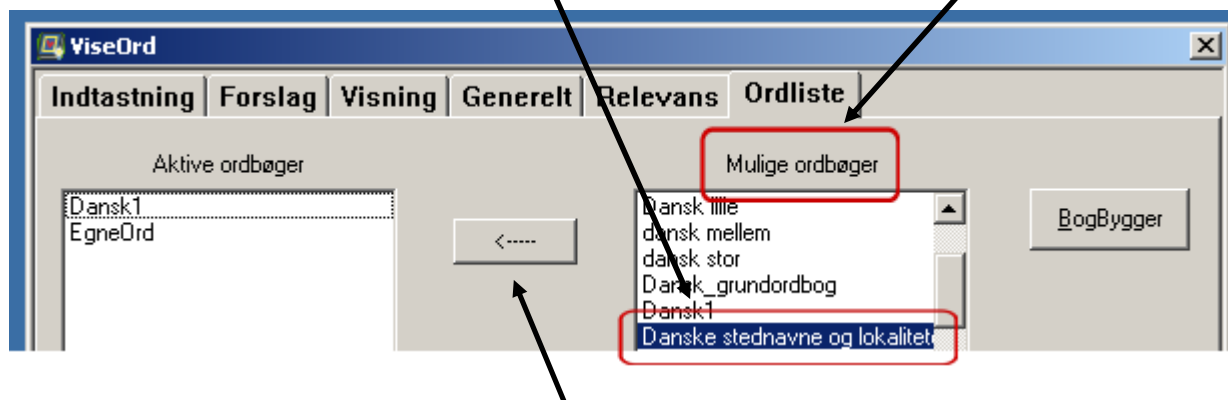 ViseOrd
Indtastning Forslag Visning Generelt Relevans Ordliste
Aktive ordbøger
Dansk1
EgneOrd
<-----
Mulige ordbøger
Dansk lille
dansk mellem
dansk stor
Dansk_grundordbog
Dansk1
Danske stednavne og lokalitet
BogBygger